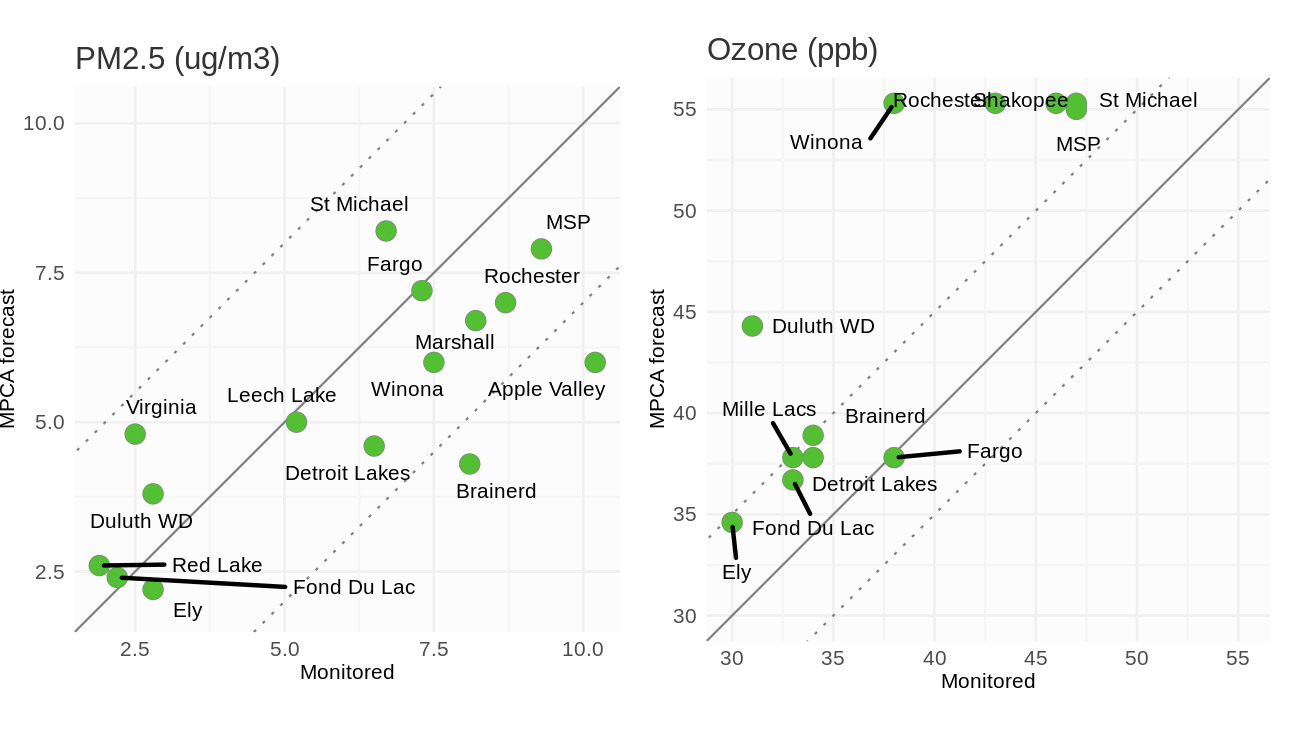 PM2.5 (ug/m3)
MPCA forecast
10.0
7.5
5.0
2.5
St Michael
MSP
Fargo
Rochester
Marshall
Winona
Apple Valley
Leech Lake
Virginia
Detroit Lakes
Brainerd
Duluth WD
Red Lake
Fond Du Lac
Ely
2.5 5.0 7.5 10.0
Monitored
Ozone (ppb)
MPCA forecast
55
50
45
40
35
30
Rochester
Shakopee
St Michael
Winona
MSP
Duluth WD
Mille Lacs
Brainerd
Fargo
Detroit Lakes
Fond Du Lac
Ely
30 35 40 45 50 55
Monitored